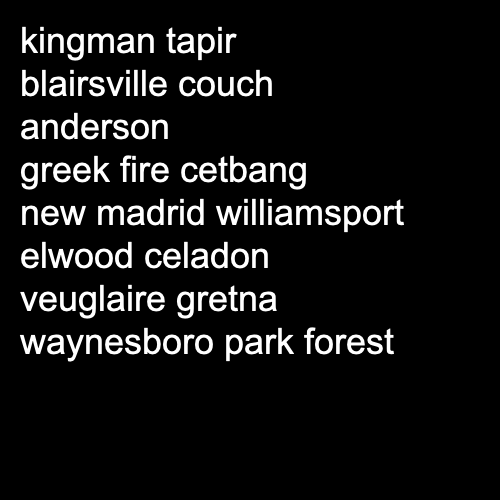 kingman tapir
blairsville couch
anderson
greek fire cetbang
new madrid williamsport
elwood celadon
veuglaire gretna
waynesboro park forest